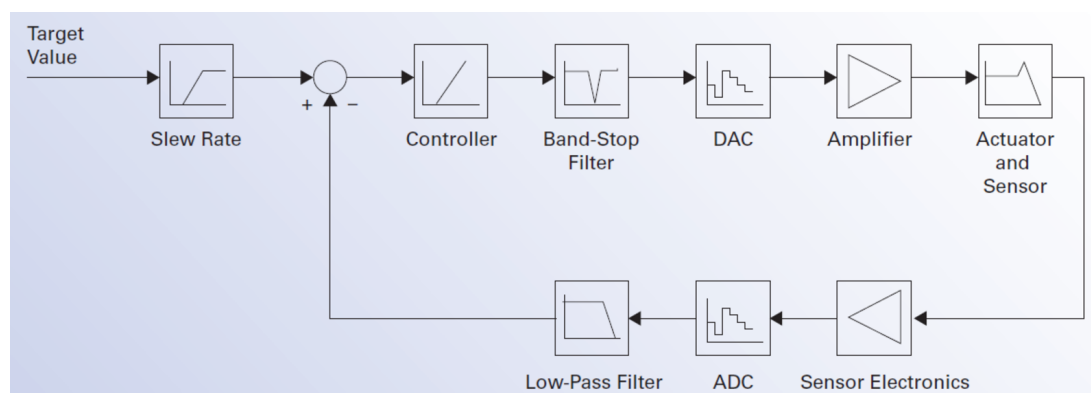 Target
Value
+ −
Slew Rate
Controller
Band-Stop
Filter
DAC
Amplifier
Actuator
and
Sensor
Low-Pass Filter
ADC
Sensor Electronics